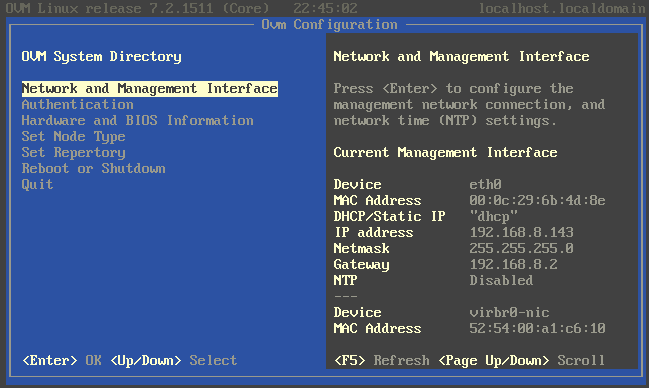 OVM Linux release 7.2.1511 (Core) 22:45:02 localhost.localdomain
Ovm Configuration
OVM System Directory
Network and Management Interface
Authentication
Hardware and BIOS Information
Set Node Type
Set Repertory
Reboot or Shutdown
Quit
<Enter> OK <Up/Down> Select
Network and Management Interface
Press <Enter> to configure the
management network connection, and
network time (NTP) settings.
Current Management Interface
Device eth0
MAC Address 00:0c:29:6b:4d:8e
DHCP/Static IP "dhcp"
IP address 192.168.8.143
Netmask 255.255.255.0
Gateway 192.168.8.2
NTP Disabled
---
Device virbr0-nic
MAC Address 52:54:00:a1:c6:10
<F5> Refresh <Page Up/Down> Scroll